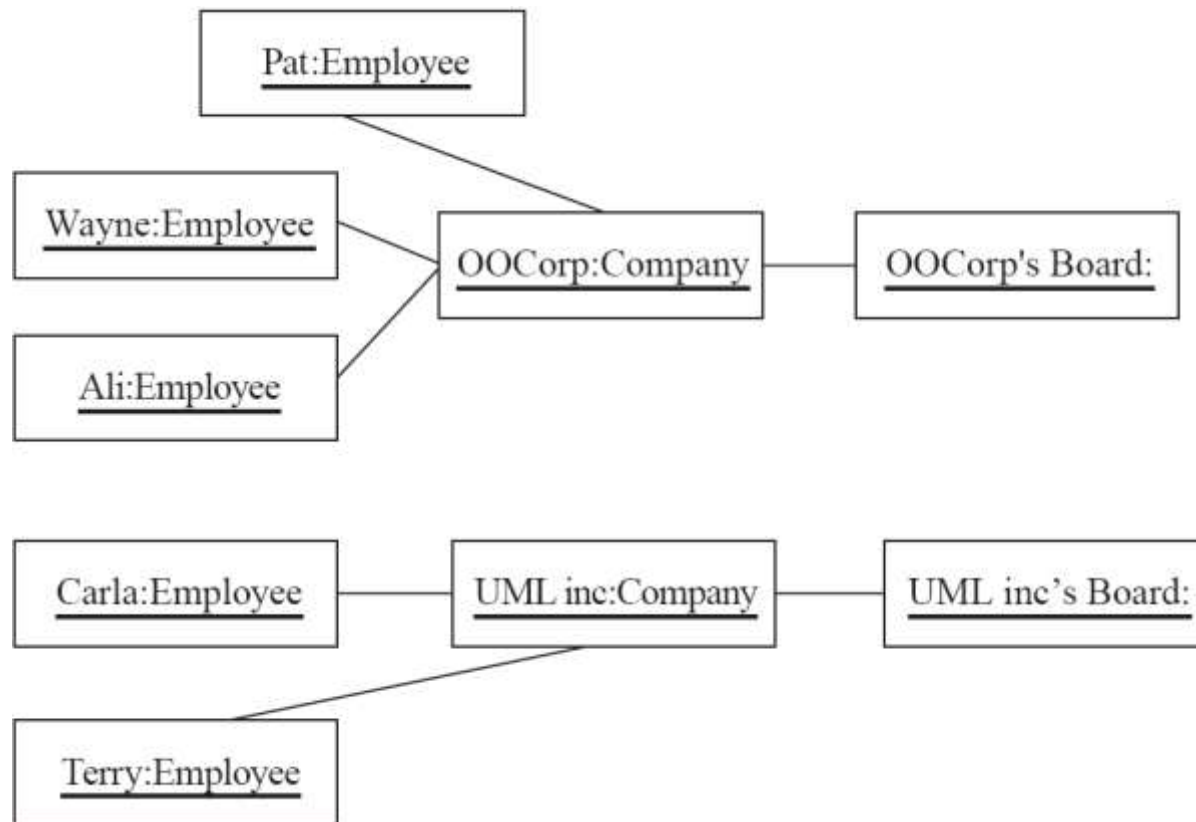 Pat:Employee
Wayne:Employee
OOCorp:Company
OOCorp's Board:
Ali:Employee
Carla:Employee
UML inc:Company
UML inc’s Board:
Terry:Employee